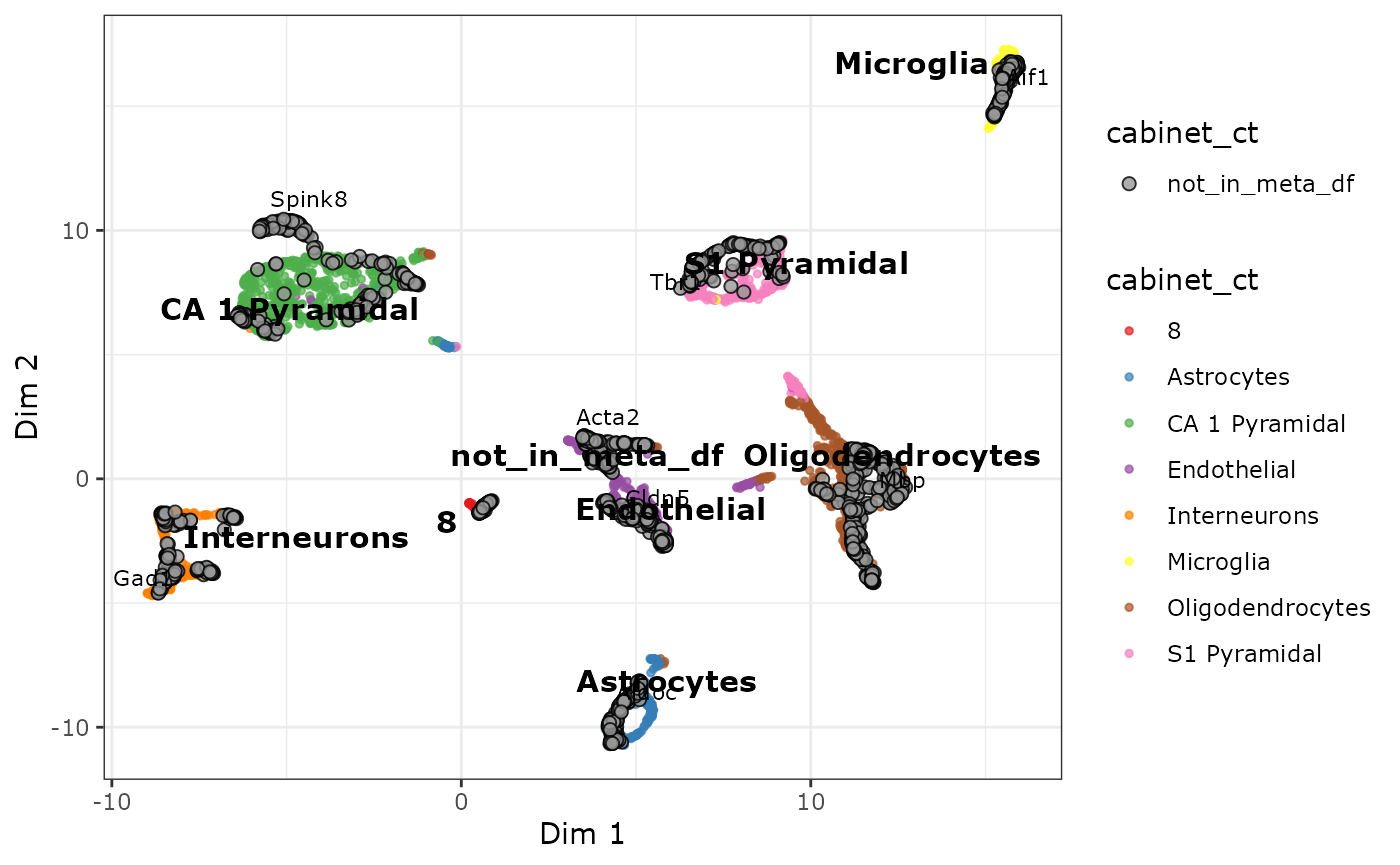 Microglia
Aif1
cabinet_ct
not_in_meta_df
Spink8
10
S1 Pyramidal
CA 1 Pyramidal
cabinet_ct
8
Astrocytes
CA 1 Pyramidal
Endothelial
Interneurons
Microglia
Oligodendrocytes
S1 Pyramidal
Dim 2
Acta2
not_in_meta_df
Oligodendrocytes
0
Mbp
Cldn5
Endothelial
8
Interneurons
Astrocytes
-10
-10
0
10
Dim 1